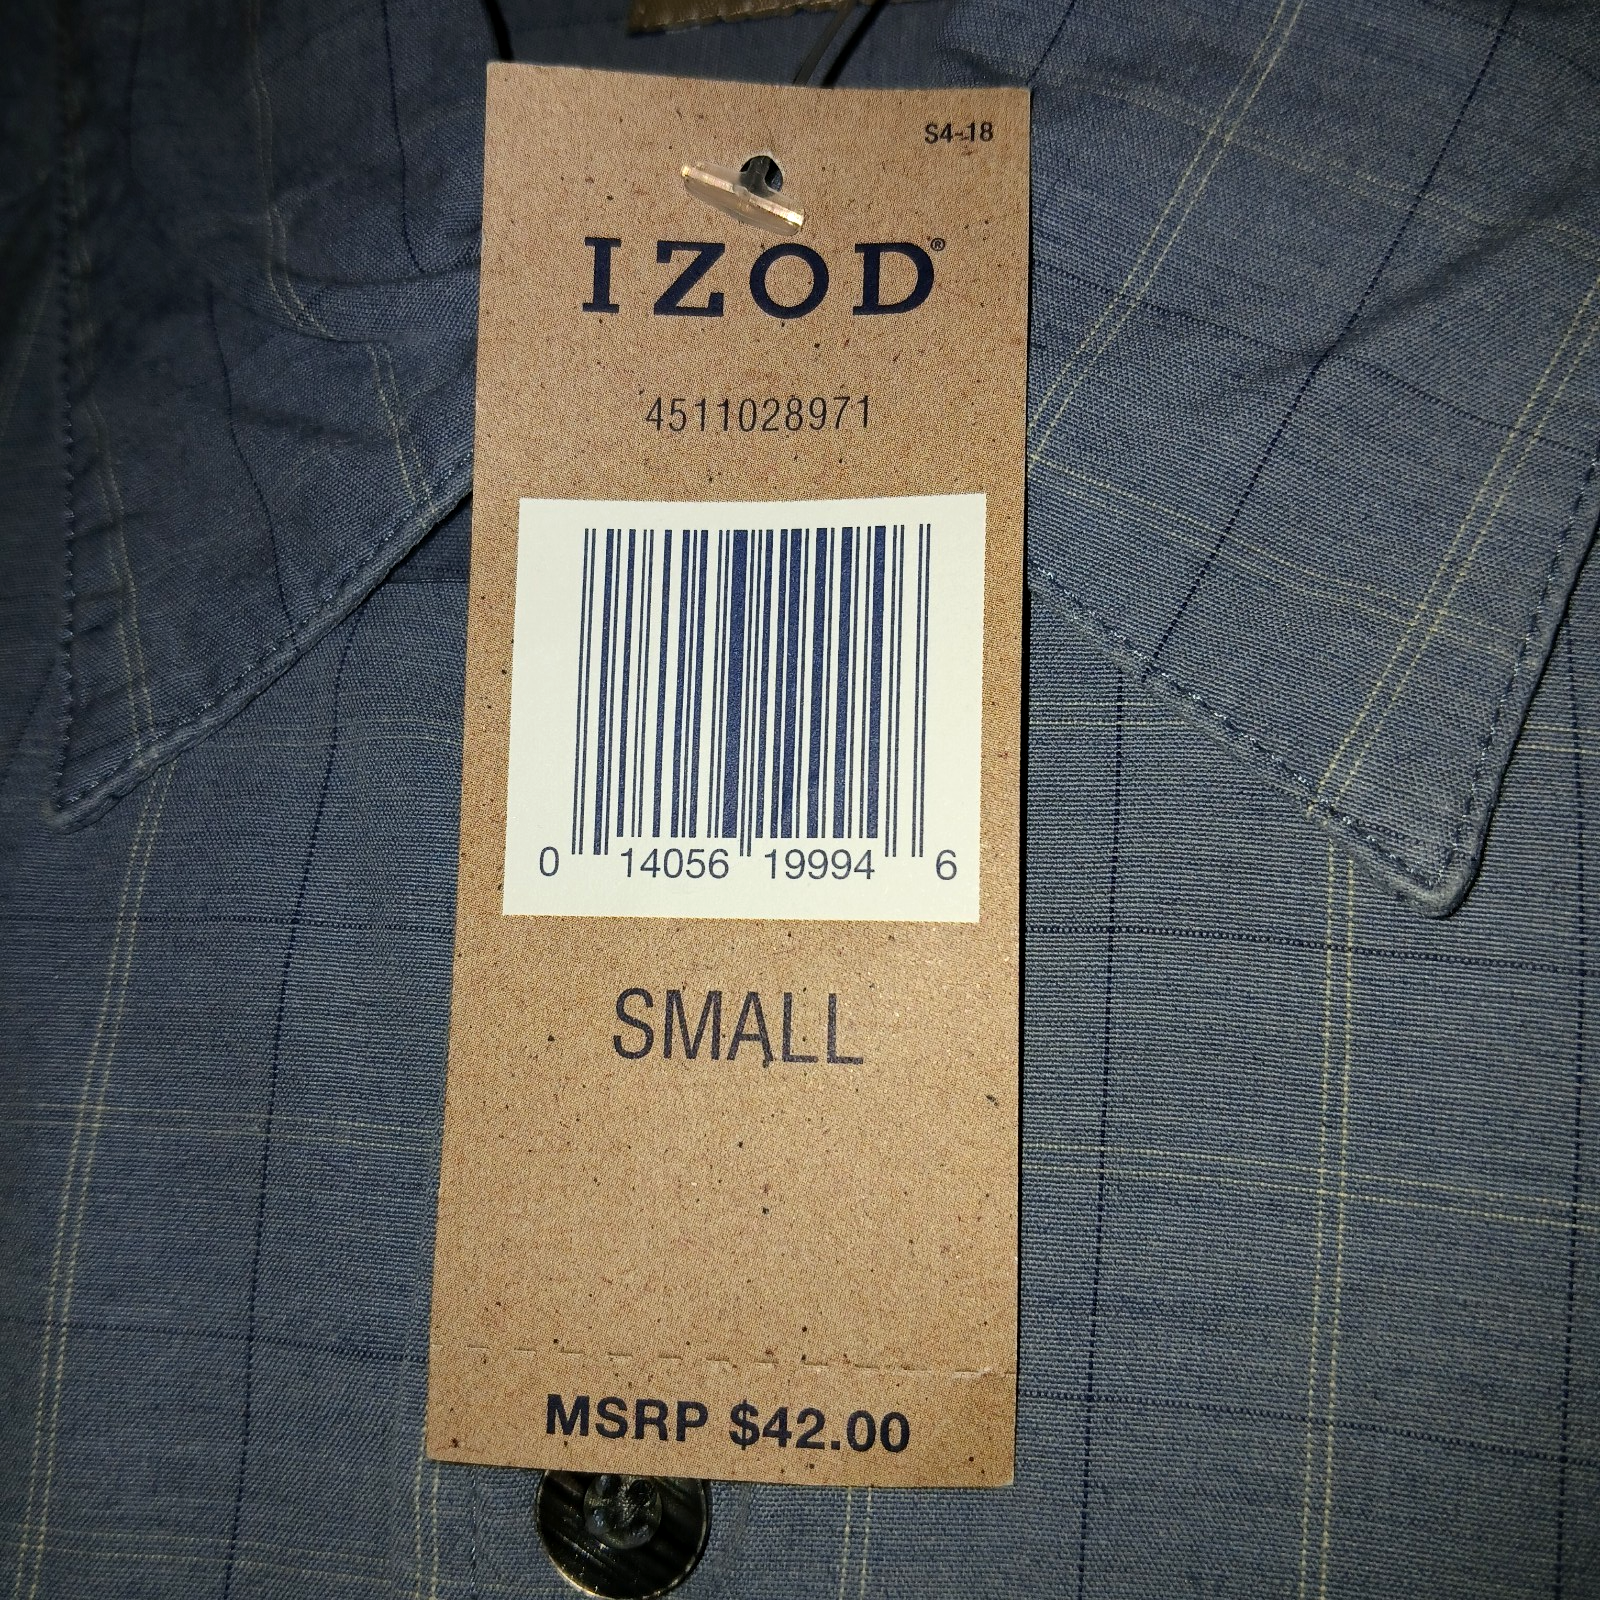 S4-18
IZOD®
4511028971
0 14056 19994 6
SMALL
MSRP $42.00